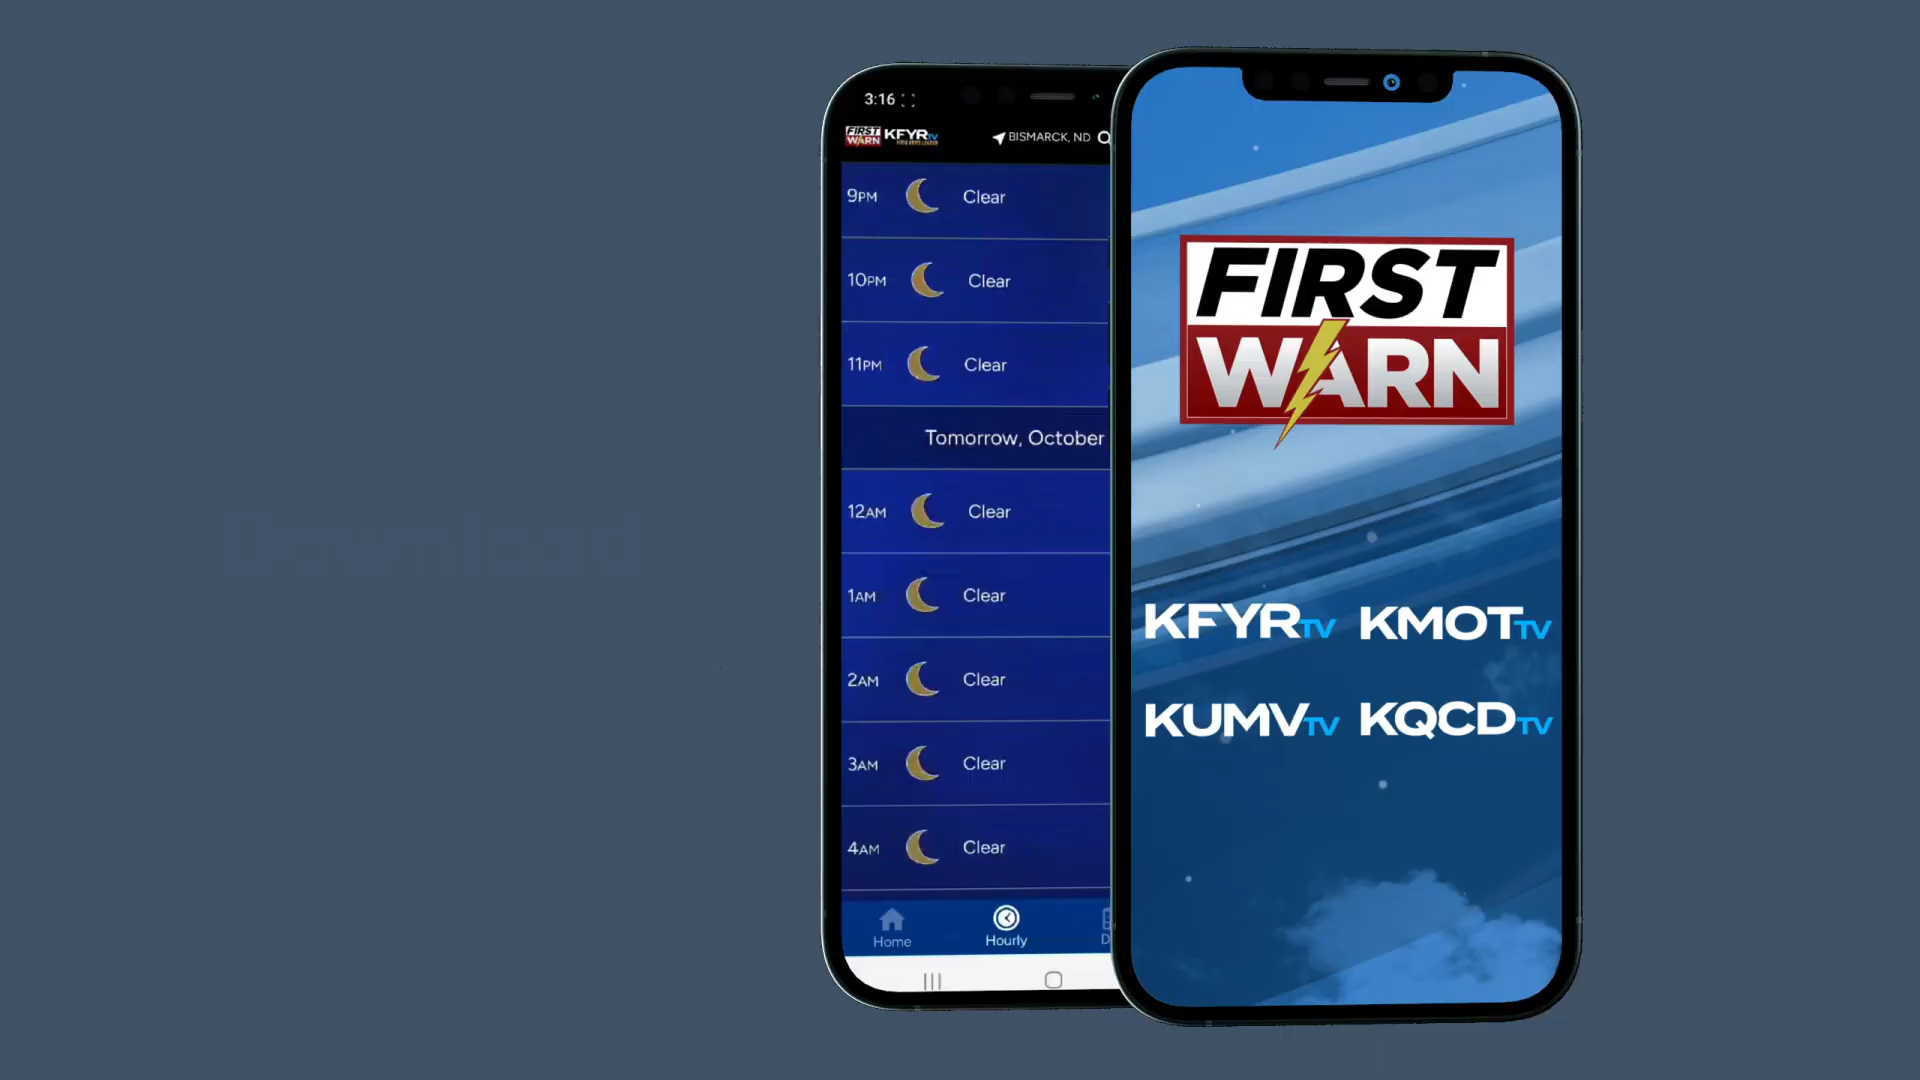 3:16
FIRST WARN KFYR TV
BISMARCK, ND
9PM Clear
10PM Clear
11PM Clear
Tomorrow, October
12AM Clear
1AM Clear
2AM Clear
3AM Clear
4AM Clear
Home Hourly D
FIRST
WARN
KFYR TV KMOT TV
KUMV TV KQCD TV